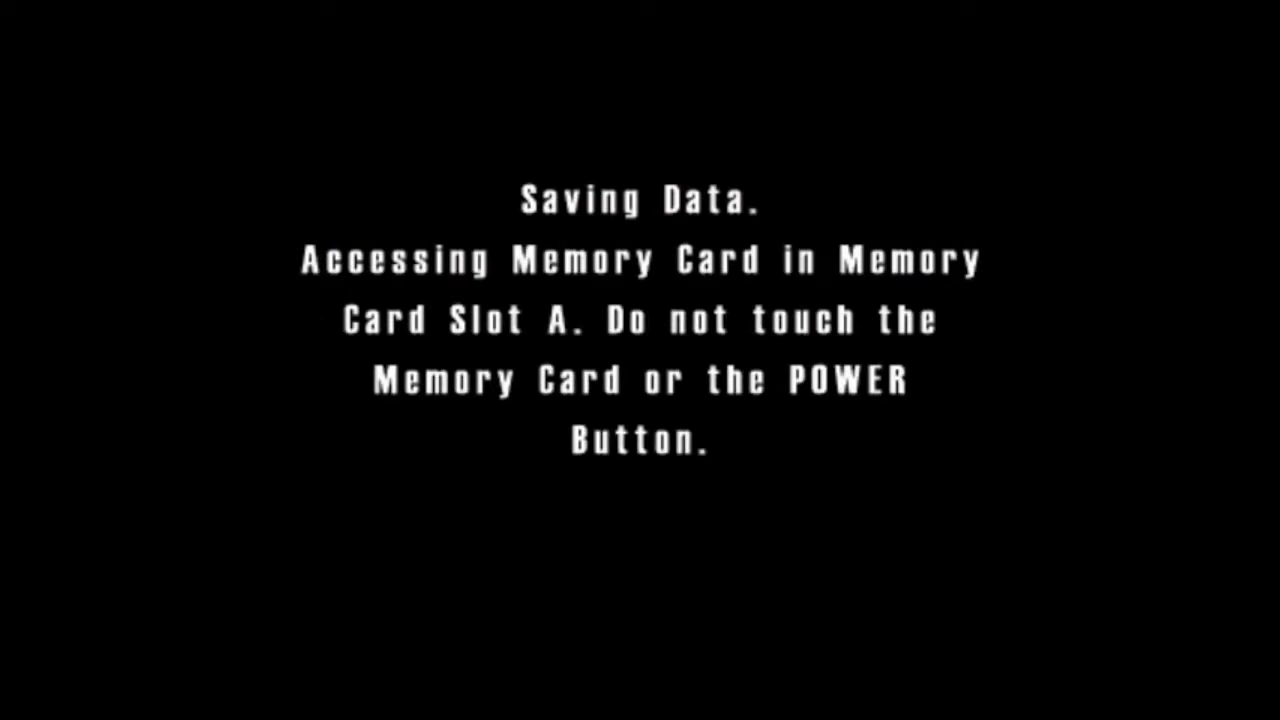 Saving Data.
Accessing Memory Card in Memory
Card Slot A. Do not touch the
Memory Card or the POWER
Button.